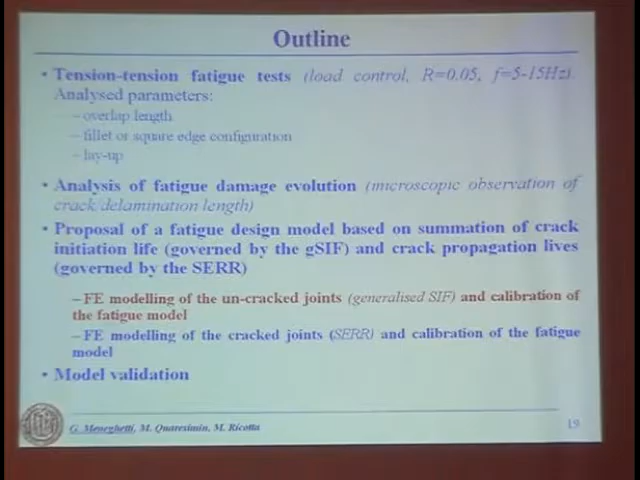 Outline
• Tension-tension fatigue tests (load control, R=0.05, f=5-15Hz).
Analysed parameters:
– overlap length
– fillet or square edge configuration
– lay-up
• Analysis of fatigue damage evolution (microscopic observation of
crack delamination length)
• Proposal of a fatigue design model based on summation of crack
initiation life (governed by the gSIF) and crack propagation lives
(governed by the SERR)
– FE modelling of the un-cracked joints (generalised SIF) and calibration of
the fatigue model
– FE modelling of the cracked joints (SERR) and calibration of the fatigue
model
• Model validation
G. Meneghetti, M. Quaresimin, M. Ricotta
19